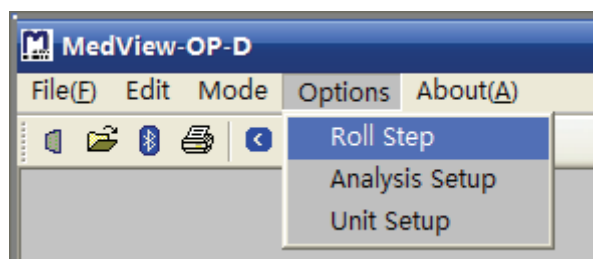 MedView-OP-D
File(F) Edit Mode Options About(A)
Roll Step
Analysis Setup
Unit Setup